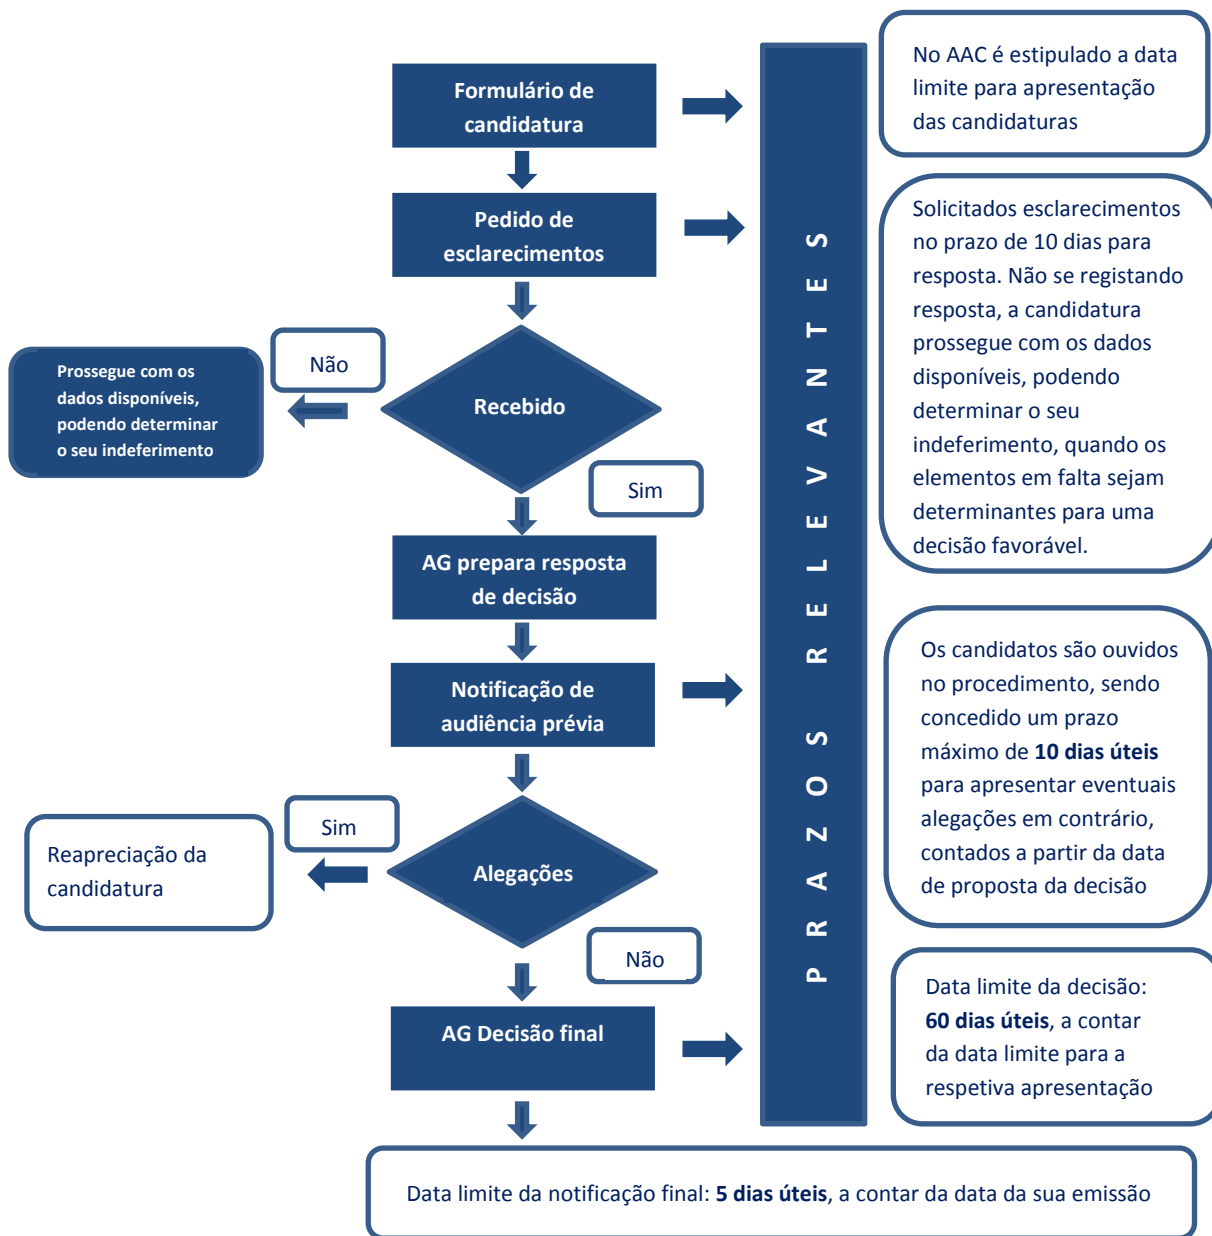 Formulário de
candidatura
No AAC é estipulado a data
limite para apresentação
das candidaturas
Pedido de
esclarecimentos
Solicitados esclarecimentos
no prazo de 10 dias para
resposta. Não se registando
resposta, a candidatura
prossegue com os dados
disponíveis, podendo
determinar o seu
indeferimento, quando os
elementos em falta sejam
determinantes para uma
decisão favorável.
Recebido
Não
Prossegue com os
dados disponíveis,
podendo determinar
o seu indeferimento
Sim
AG prepara resposta
de decisão
Notificação de
audiência prévia
Os candidatos são ouvidos
no procedimento, sendo
concedido um prazo
máximo de 10 dias úteis
para apresentar eventuais
alegações em contrário,
contados a partir da data
de proposta da decisão
Alegações
Sim
Reapreciação da
candidatura
Não
AG Decisão final
Data limite da decisão:
60 dias úteis, a contar
da data limite para a
respetiva apresentação
PRAZOS RELEVANTES
Data limite da notificação final: 5 dias úteis, a contar da data da sua emissão